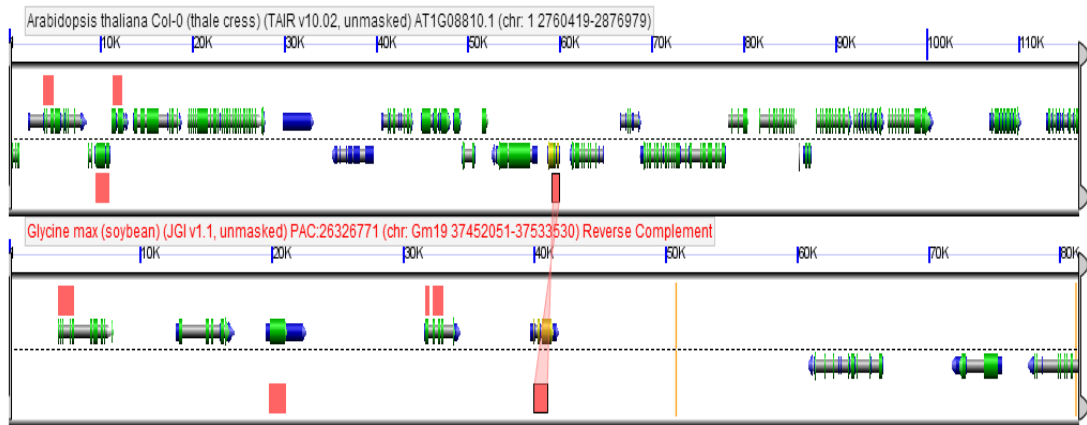 Arabidopsis thaliana Col-0 (thale cress) (TAIR v10.02, unmasked) AT1G08810.1 (chr: 1 2760419-2876979)
10K 20K 30K 40K 50K 60K 70K 80K 90K 100K 110K
Glycine max (soybean) (JGI v1.1, unmasked) PAC:26326771 (chr: Gm19 37452051-37533530) Reverse Complement
10K 20K 30K 40K 50K 60K 70K 80K